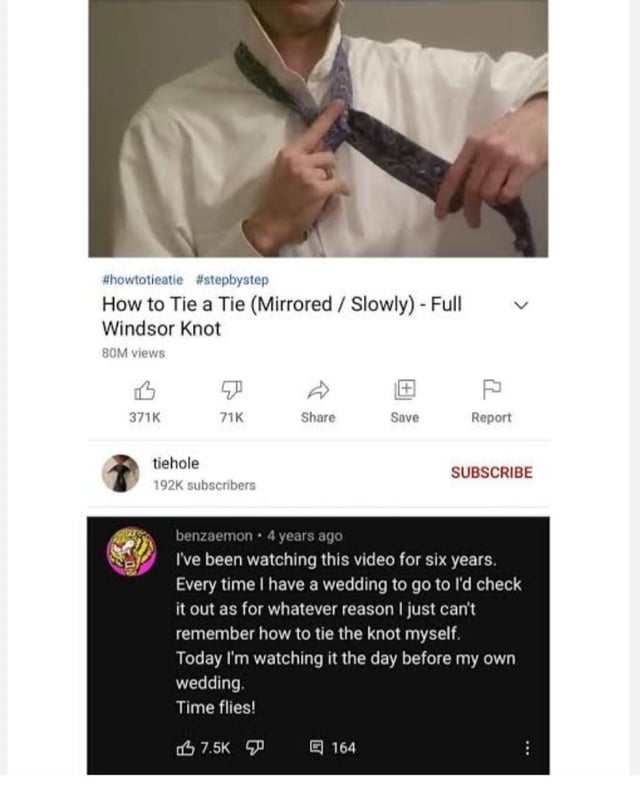 #howtotieatie #stepbystep
How to Tie a Tie (Mirrored / Slowly) - Full
Windsor Knot
80M views
371K 71K Share Save Report
tiehole
192K subscribers
SUBSCRIBE
benzaemon • 4 years ago
I've been watching this video for six years.
Every time I have a wedding to go to I'd check
it out as for whatever reason I just can't
remember how to tie the knot myself.
Today I'm watching it the day before my own
wedding.
Time flies!
7.5K 164